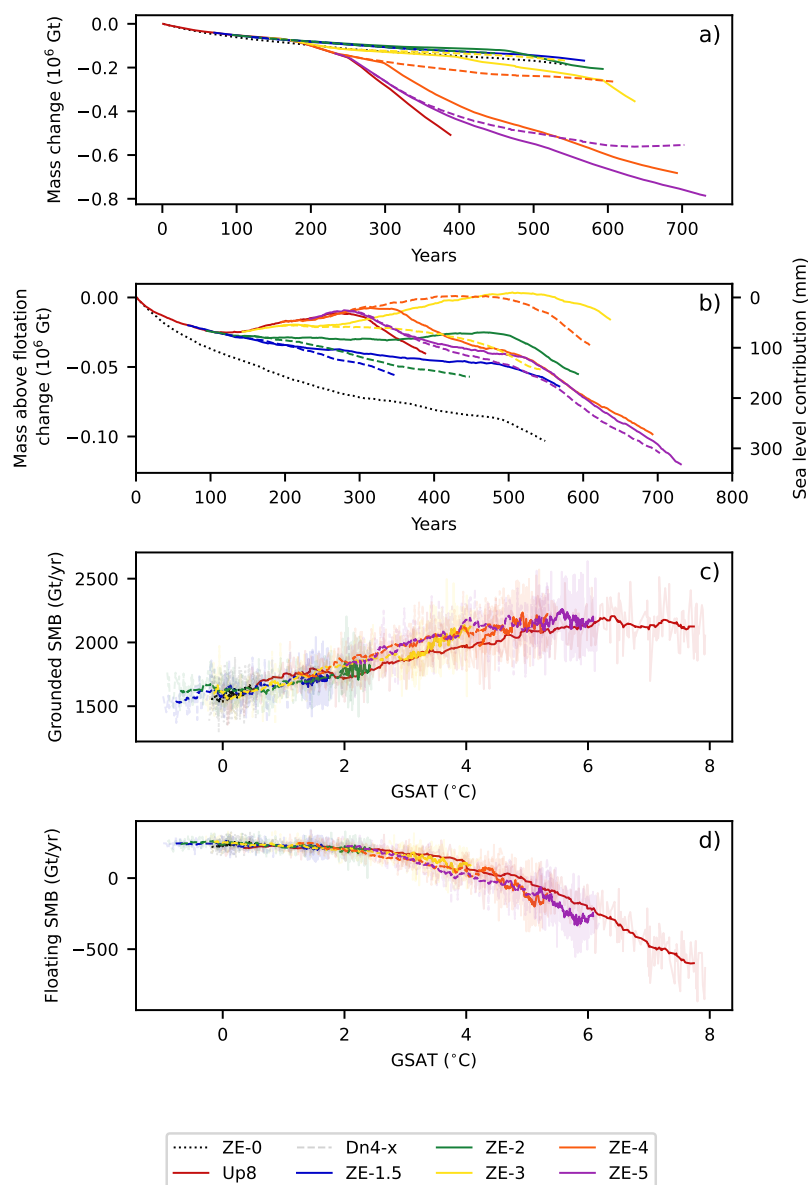 a)
0.0
−0.2
−0.4
−0.6
−0.8
Mass change (10⁶ Gt)
0 100 200 300 400 500 600 700
Years
b)
0.00
−0.05
−0.10
Mass above flotation
change (10⁶ Gt)
0
100
200
300
Sea level contribution (mm)
0 100 200 300 400 500 600 700 800
Years
c)
2500
2000
1500
Grounded SMB (Gt/yr)
0 2 4 6 8
GSAT (°C)
d)
0
−500
Floating SMB (Gt/yr)
0 2 4 6 8
GSAT (°C)
ZE-0 Dn4-x ZE-2 ZE-4
Up8 ZE-1.5 ZE-3 ZE-5